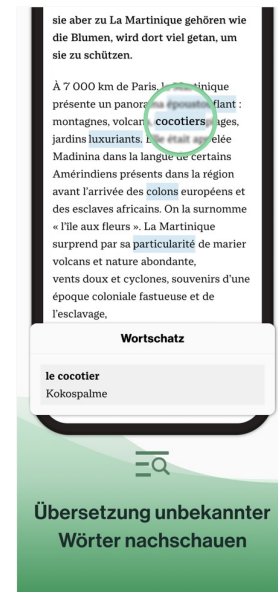 sie aber zu La Martinique gehören wie
die Blumen, wird dort viel getan, um
sie zu schützen.
À 7 000 km de Paris, la Martinique
présente un panorama époustouflant :
montagnes, volcans, cocotiers, plages,
jardins luxuriants. Elle était appelée
Madinina dans la langue de certains
Amérindiens présents dans la région
avant l’arrivée des colons européens et
des esclaves africains. On la surnomme
« l’île aux fleurs ». La Martinique
surprend par sa particularité de marier
volcans et nature abondante,
vents doux et cyclones, souvenirs d’une
époque coloniale fastueuse et de
l’esclavage,
Wortschatz
le cocotier
Kokospalme
Übersetzung unbekannter
Wörter nachschauen